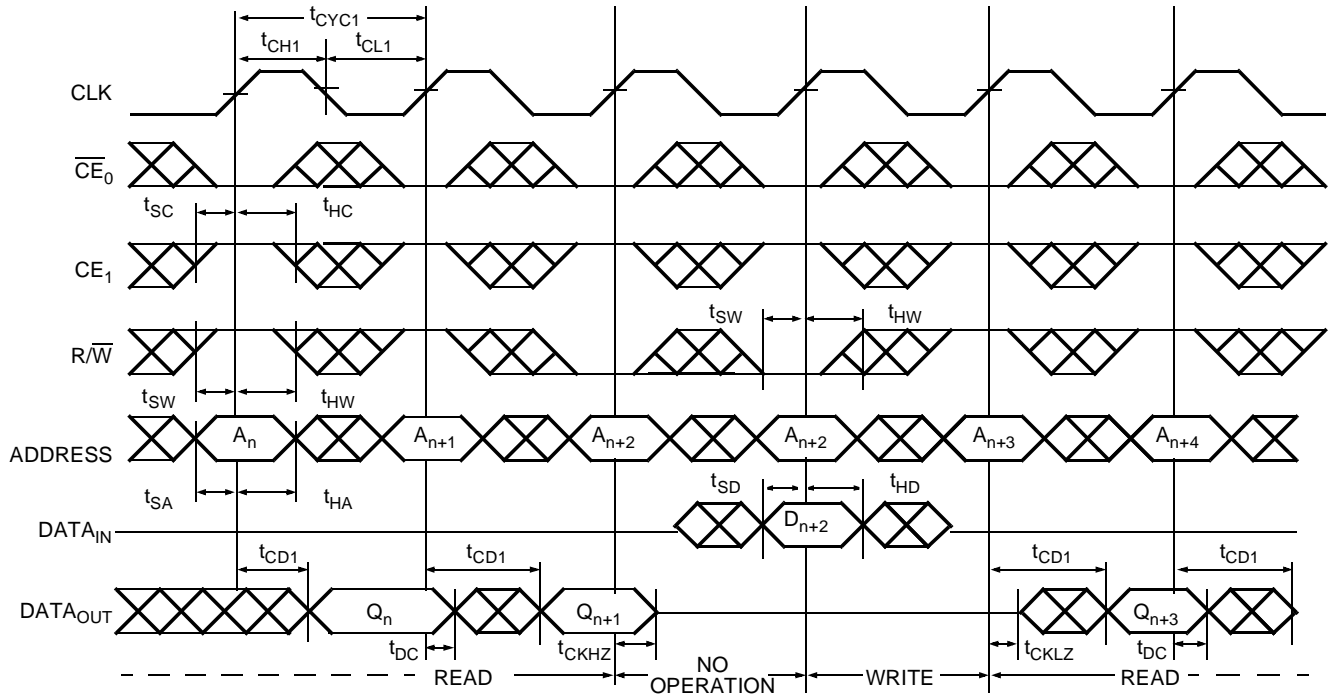 tCYC1
tCH1 tCL1
CLK
CE0
tSC tHC
CE1
tSW tHW
R/W
tSW tHW
An An+1 An+2 An+2 An+3 An+4
ADDRESS
tSA tHA tSD tHD
DATAIN Dn+2
tCD1 tCD1 tCD1 tCD1
DATAOUT Qn Qn+1 Qn+3
tDC tCKHZ tCKLZ tDC
READ NO OPERATION WRITE READ